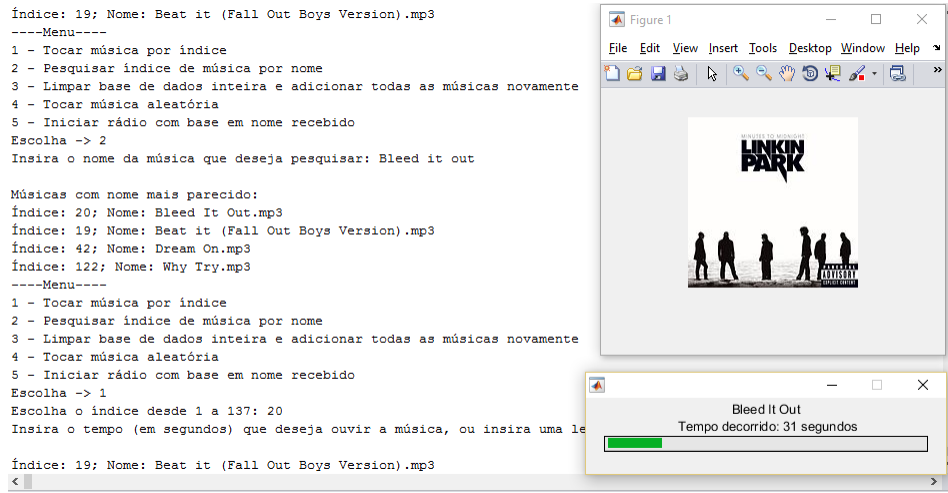 Índice: 19; Nome: Beat it (Fall Out Boys Version).mp3
----Menu----
1 - Tocar música por índice
2 - Pesquisar índice de música por nome
3 - Limpar base de dados inteira e adicionar todas as músicas novamente
4 - Tocar música aleatória
5 - Iniciar rádio com base em nome recebido
Escolha -> 2
Insira o nome da música que deseja pesquisar: Bleed it out
Músicas com nome mais parecido:
Índice: 20; Nome: Bleed It Out.mp3
Índice: 19; Nome: Beat it (Fall Out Boys Version).mp3
Índice: 42; Nome: Dream On.mp3
Índice: 122; Nome: Why Try.mp3
----Menu----
1 - Tocar música por índice
2 - Pesquisar índice de música por nome
3 - Limpar base de dados inteira e adicionar todas as músicas novamente
4 - Tocar música aleatória
5 - Iniciar rádio com base em nome recebido
Escolha -> 1
Escolha o índice desde 1 a 137: 20
Insira o tempo (em segundos) que deseja ouvir a música, ou insira uma le
Índice: 19; Nome: Beat it (Fall Out Boys Version).mp3
Figure 1
File Edit View Insert Tools Desktop Window Help
MINUTES TO MIDNIGHT
LINKIN
PARK
PARENTAL
ADVISORY
EXPLICIT CONTENT
Bleed It Out
Tempo decorrido: 31 segundos